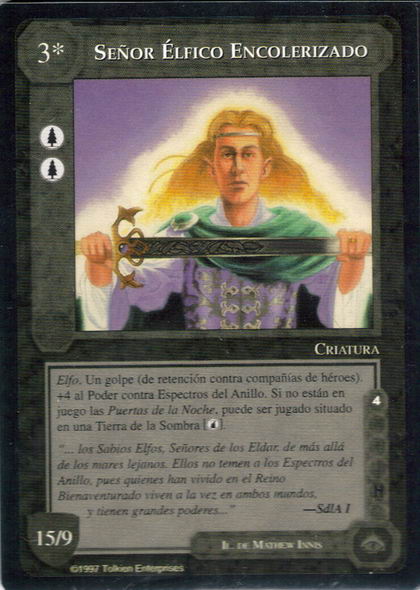 3* SEÑOR ÉLFICO ENCOLERIZADO
CRIATURA
Elfo. Un golpe (de retención contra compañías de héroes).
+4 al Poder contra Espectros del Anillo. Si no están en
juego las Puertas de la Noche, puede ser jugado situado
en una Tierra de la Sombra [ ].
4
"... los Sabios Elfos, Señores de los Eldar, de más allá
de los mares lejanos. Ellos no temen a los Espectros del
Anillo, pues quienes han vivido en el Reino
Bienaventurado viven a la vez en ambos mundos,
y tienen grandes poderes..." —SdlA I
15/9
IL. DE MATHEW INNIS
©1997 Tolkien Enterprises